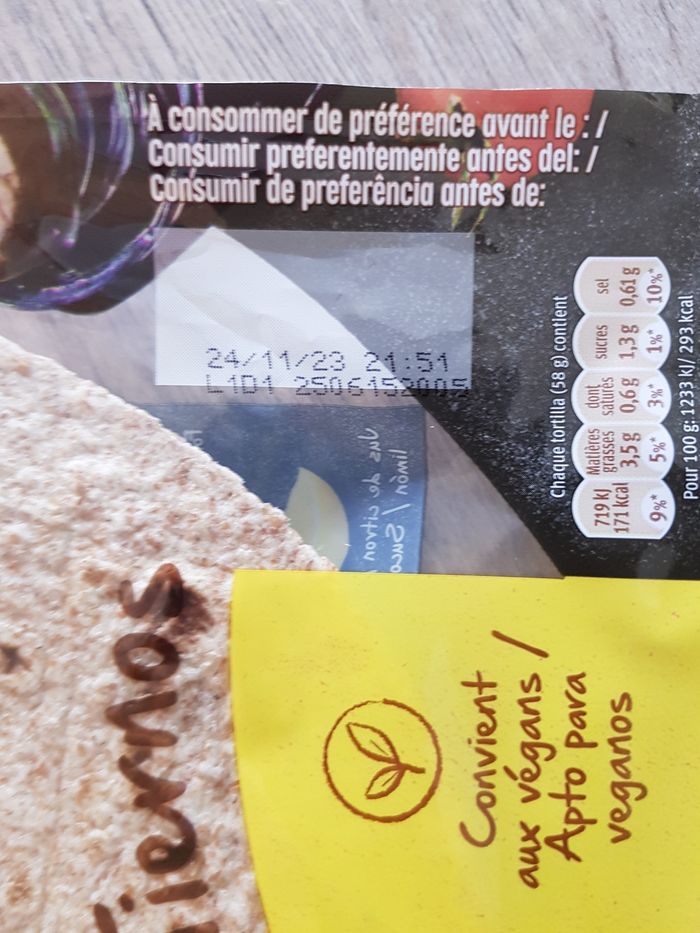 À consommer de préférence avant le : /
Consumir preferentemente antes del: /
Consumir de preferência antes de:
24/11/23 21:51
L1D1 2506152005
Chaque tortilla (58 g) contient
719 kJ
171 kcal
9%*
Matières
grasses
3,5 g
5%*
dont
saturés
0,6 g
3%*
sucres
1,3 g
1%*
sel
0,61 g
10%*
Pour 100 g: 1233 kJ/ 293 kcal
Convient
aux végans /
Apto para
veganos